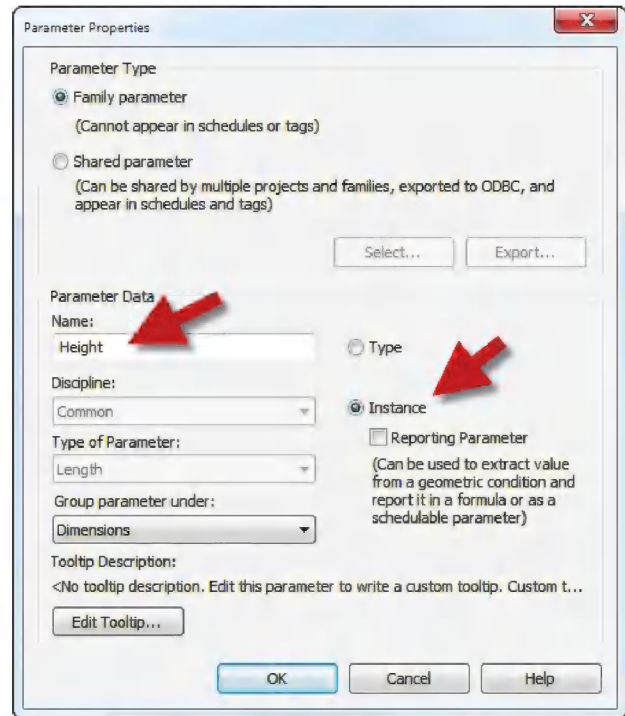 Parameter Properties
Parameter Type
Family parameter
(Cannot appear in schedules or tags)
Shared parameter
(Can be shared by multiple projects and families, exported to ODBC, and
appear in schedules and tags)
Select...
Export...
Parameter Data
Name:
Height
Type
Discipline:
Common
Instance
Reporting Parameter
Type of Parameter:
Length
(Can be used to extract value
from a geometric condition and
report it in a formula or as a
schedulable parameter)
Group parameter under:
Dimensions
Tooltip Description:
<No tooltip description. Edit this parameter to write a custom tooltip. Custom t...
Edit Tooltip...
OK
Cancel
Help